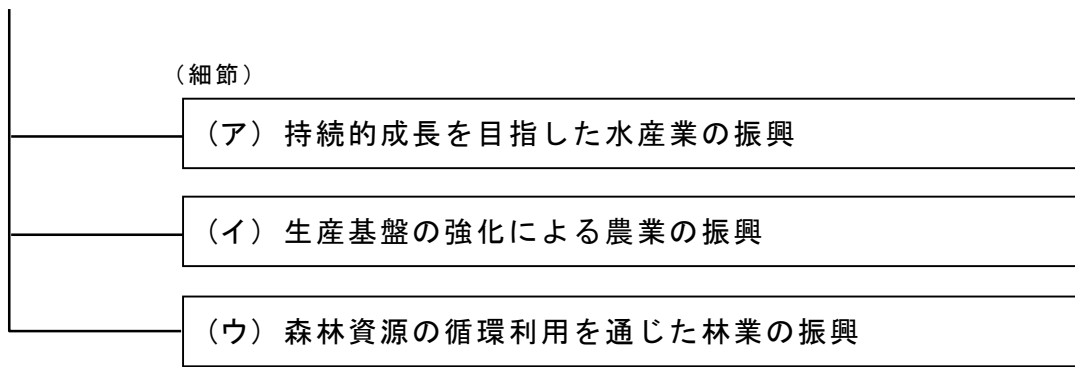 （細節）
（ア）持続的成長を目指した水産業の振興
（イ）生産基盤の強化による農業の振興
（ウ）森林資源の循環利用を通じた林業の振興